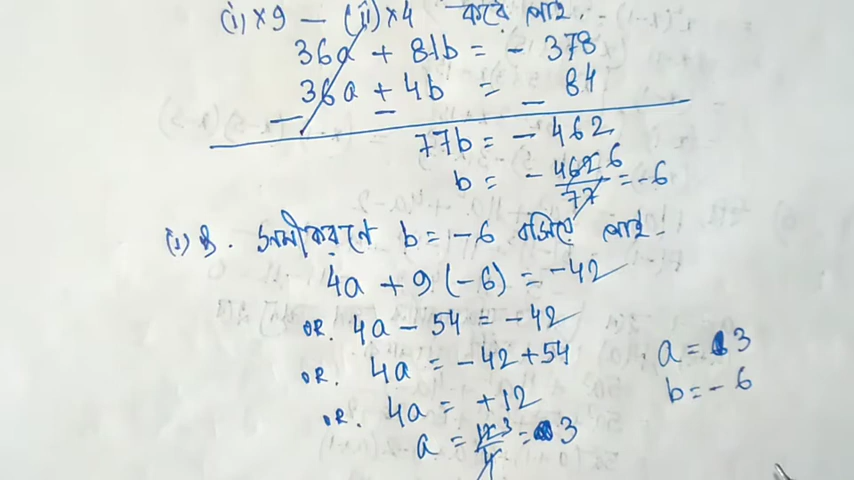 (i)×9 — (ii)×4 করে পাই.
36a + 81b = - 378
36a + 4b = 84
— — —
77b = - 462
b = - 462/77 6 = -6
(i) সমীকরণে b = -6 বসিয়ে পাই.
4a + 9 (-6) = -42
OR. 4a - 54 = -42
OR. 4a = -42+54
OR. 4a = +12
a = 12/4 3 = 3
a = 3
b = - 6